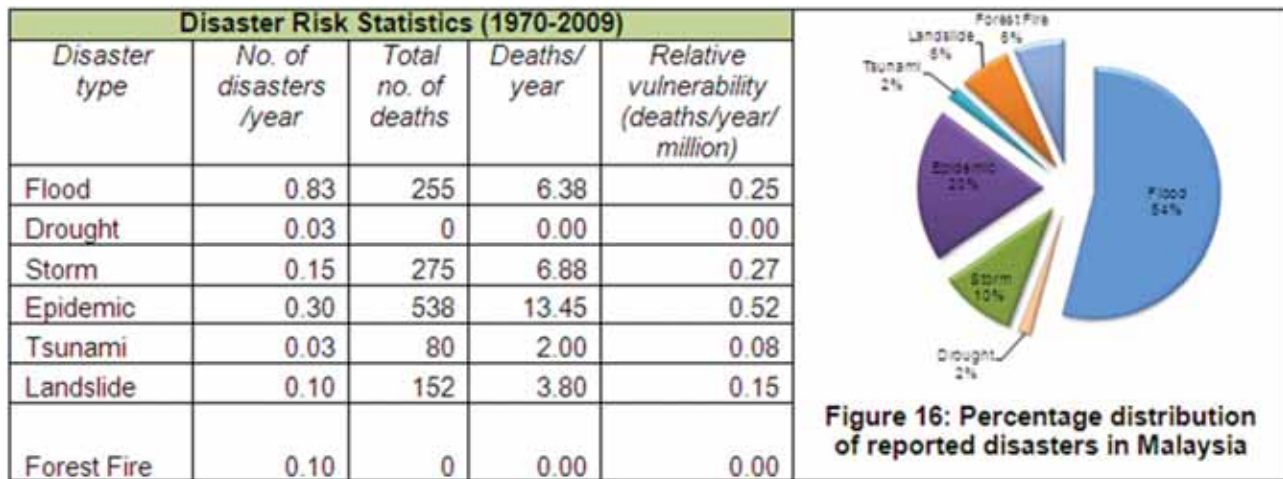 Disaster Risk Statistics (1970-2009)
Disaster type No. of disasters /year Total no. of deaths Deaths/ year Relative vulnerability (deaths/year/ million)
Flood 0.83 255 6.38 0.25
Drought 0.03 0 0.00 0.00
Storm 0.15 275 6.88 0.27
Epidemic 0.30 538 13.45 0.52
Tsunami 0.03 80 2.00 0.08
Landslide 0.10 152 3.80 0.15
Forest Fire 0.10 0 0.00 0.00
Forest Fire
6%
Landslide
6%
Tsunami
2%
Epidemic
20%
Flood
54%
Storm
10%
Drought
2%
Figure 16: Percentage distribution
of reported disasters in Malaysia